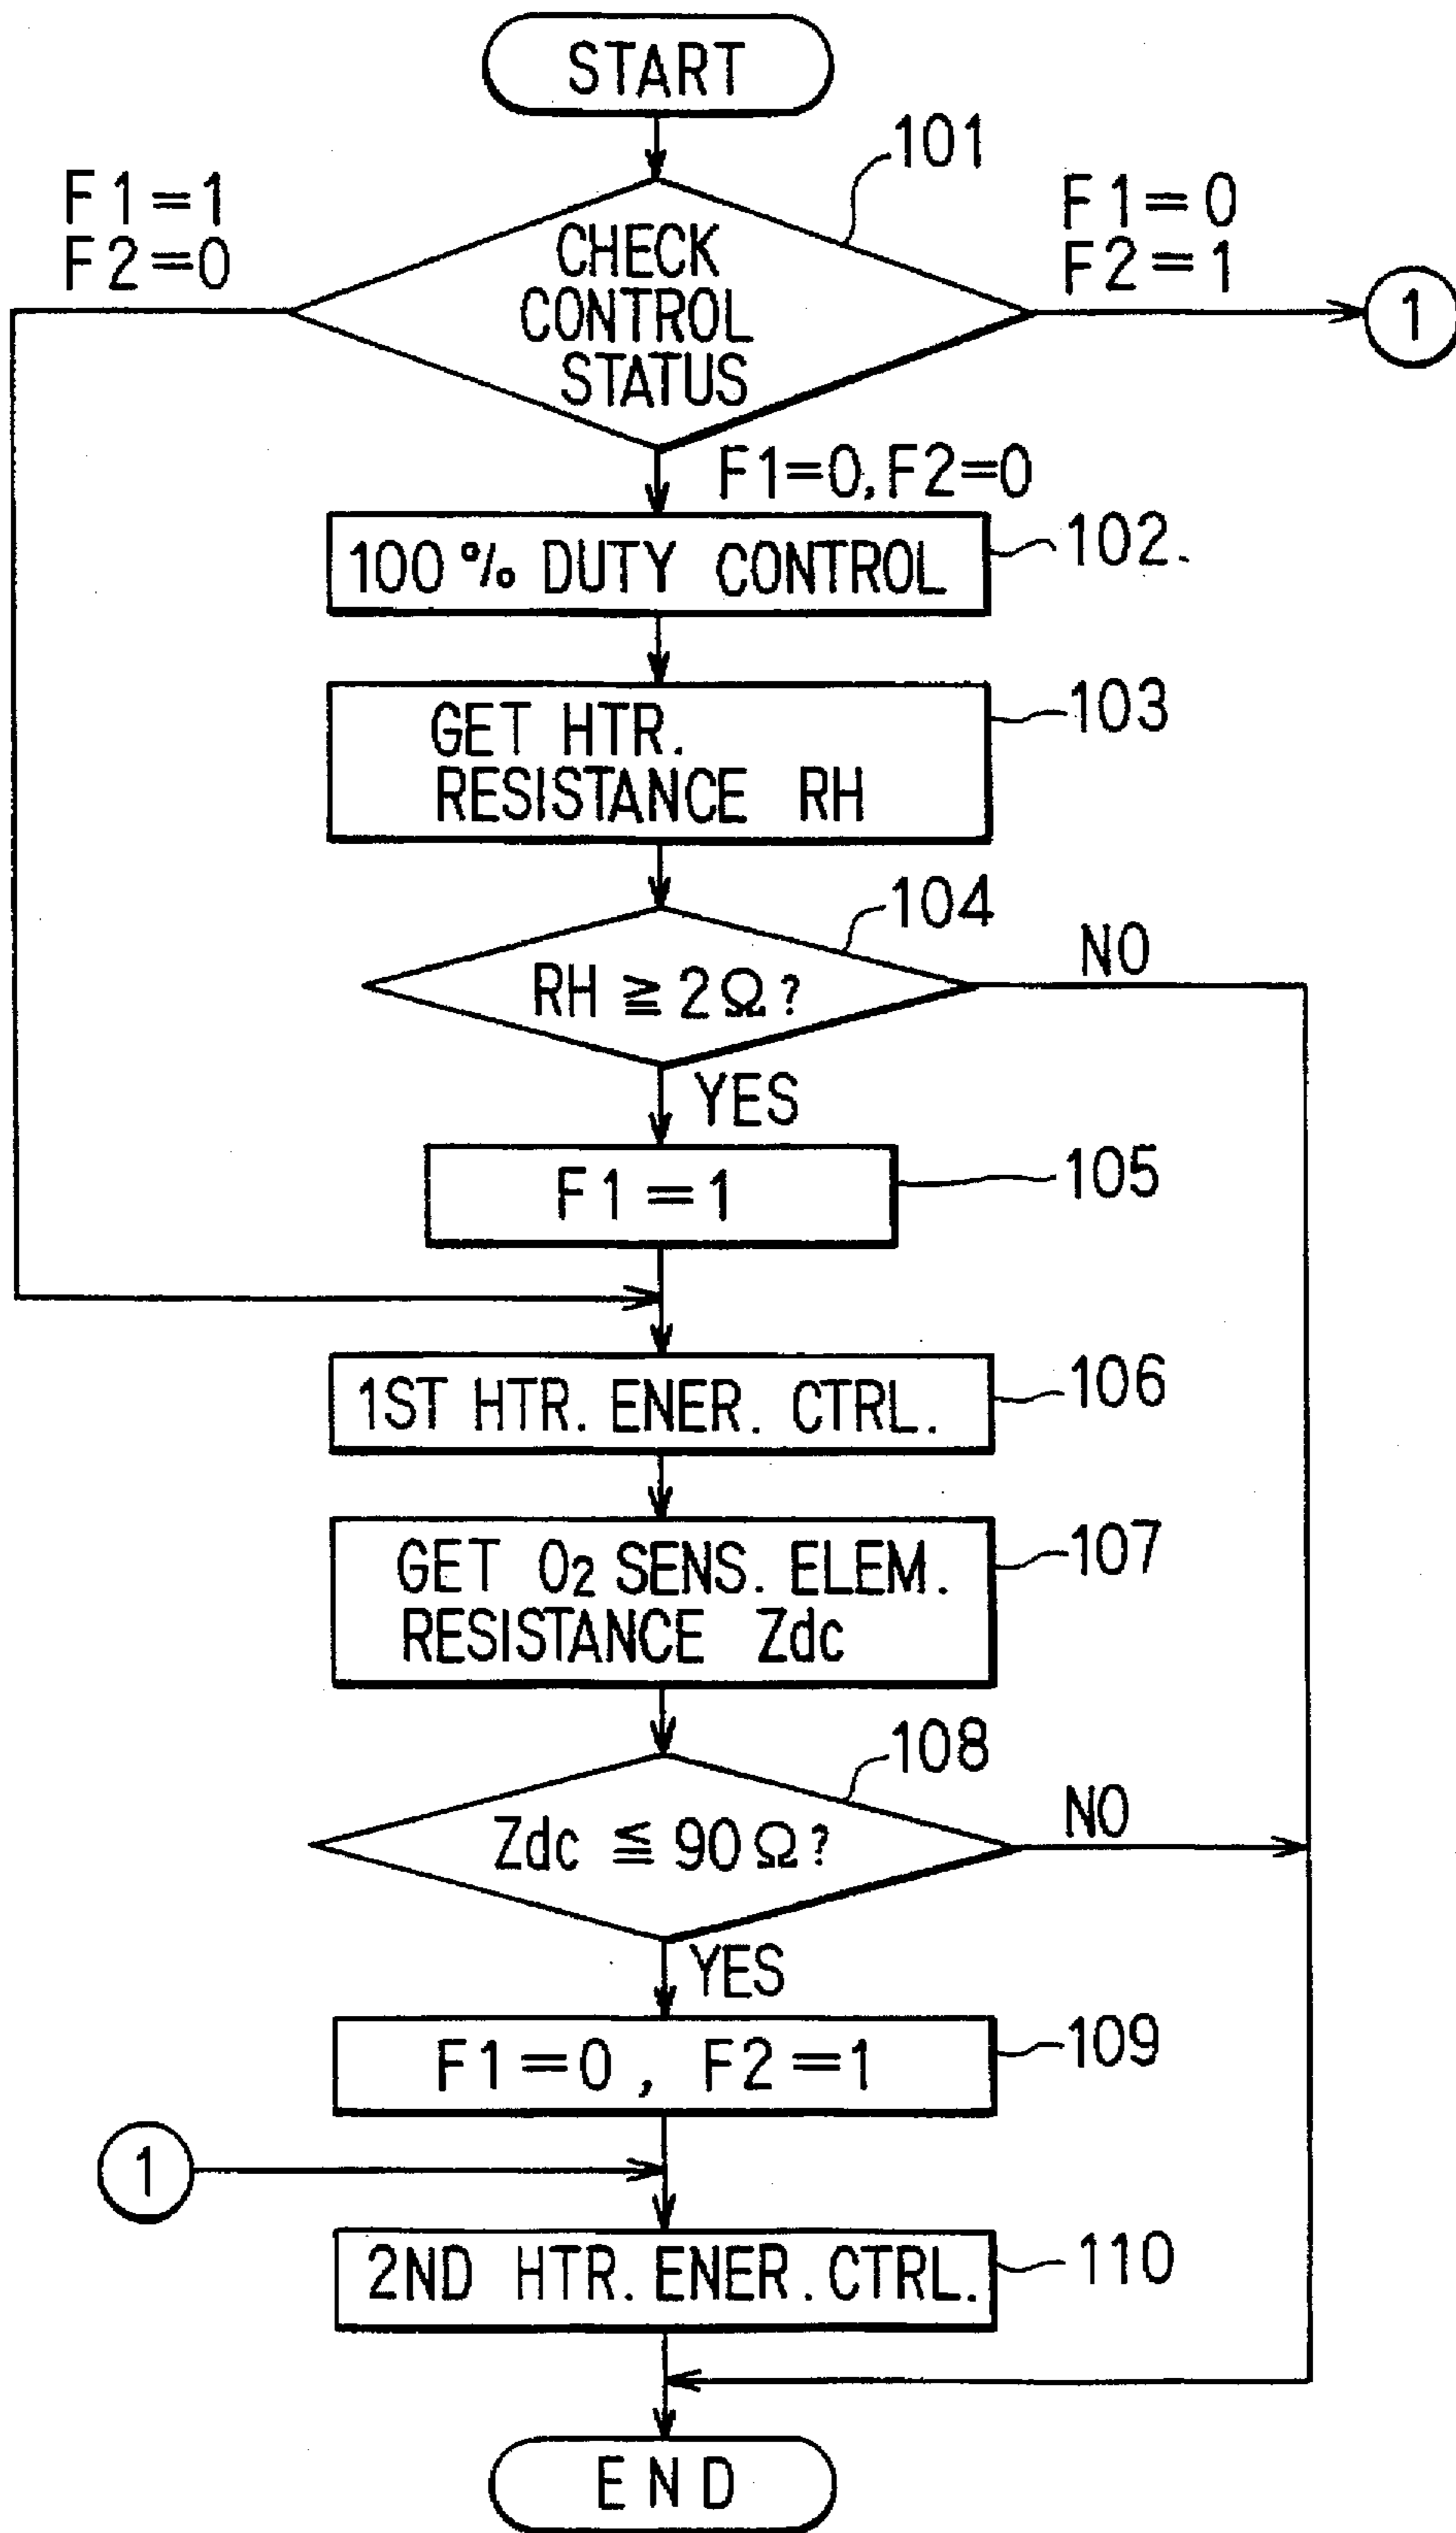 START
101
F1=1
F2=0
CHECK
CONTROL
STATUS
F1=0
F2=1
1
F1=0, F2=0
100% DUTY CONTROL
102
GET HTR.
RESISTANCE RH
103
104
RH ≧ 2Ω?
NO
YES
F1=1
105
1ST HTR. ENER. CTRL.
106
GET O2 SENS. ELEM.
RESISTANCE Zdc
107
108
Zdc ≦ 90Ω?
NO
YES
F1=0, F2=1
109
1
2ND HTR. ENER. CTRL.
110
END